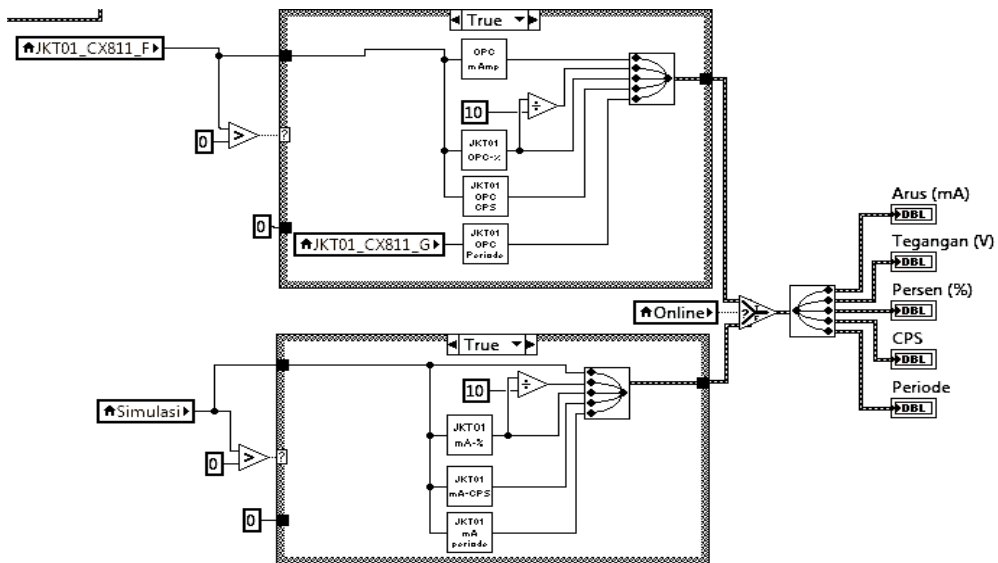 True
JKT01_CX811_F
OPC
mAmp
10
÷
0
>
?
JKT01
OPC-%
JKT01
OPC
CPS
0
JKT01_CX811_G
JKT01
OPC
Periode
Arus (mA)
DBL
Tegangan (V)
DBL
Persen (%)
DBL
CPS
DBL
Periode
DBL
Online
?
T
F
True
Simulasi
10
÷
0
>
?
JKT01
mA-%
JKT01
mA-CPS
0
JKT01
mA
periode